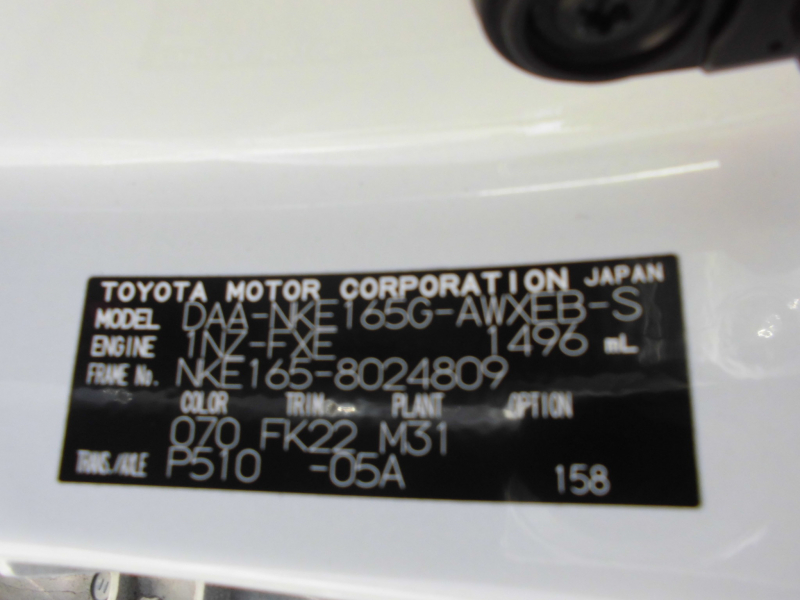 TOYOTA MOTOR CORPORATION JAPAN
MODEL DAA-NKE165G-AWXEB-S
ENGINE 1NZ-FXE 1496 mL
FRAME No. NKE165-8024809
COLOR TRIM PLANT OPTION
070 FK22 M31
TRANS./AXLE P510 -05A 158